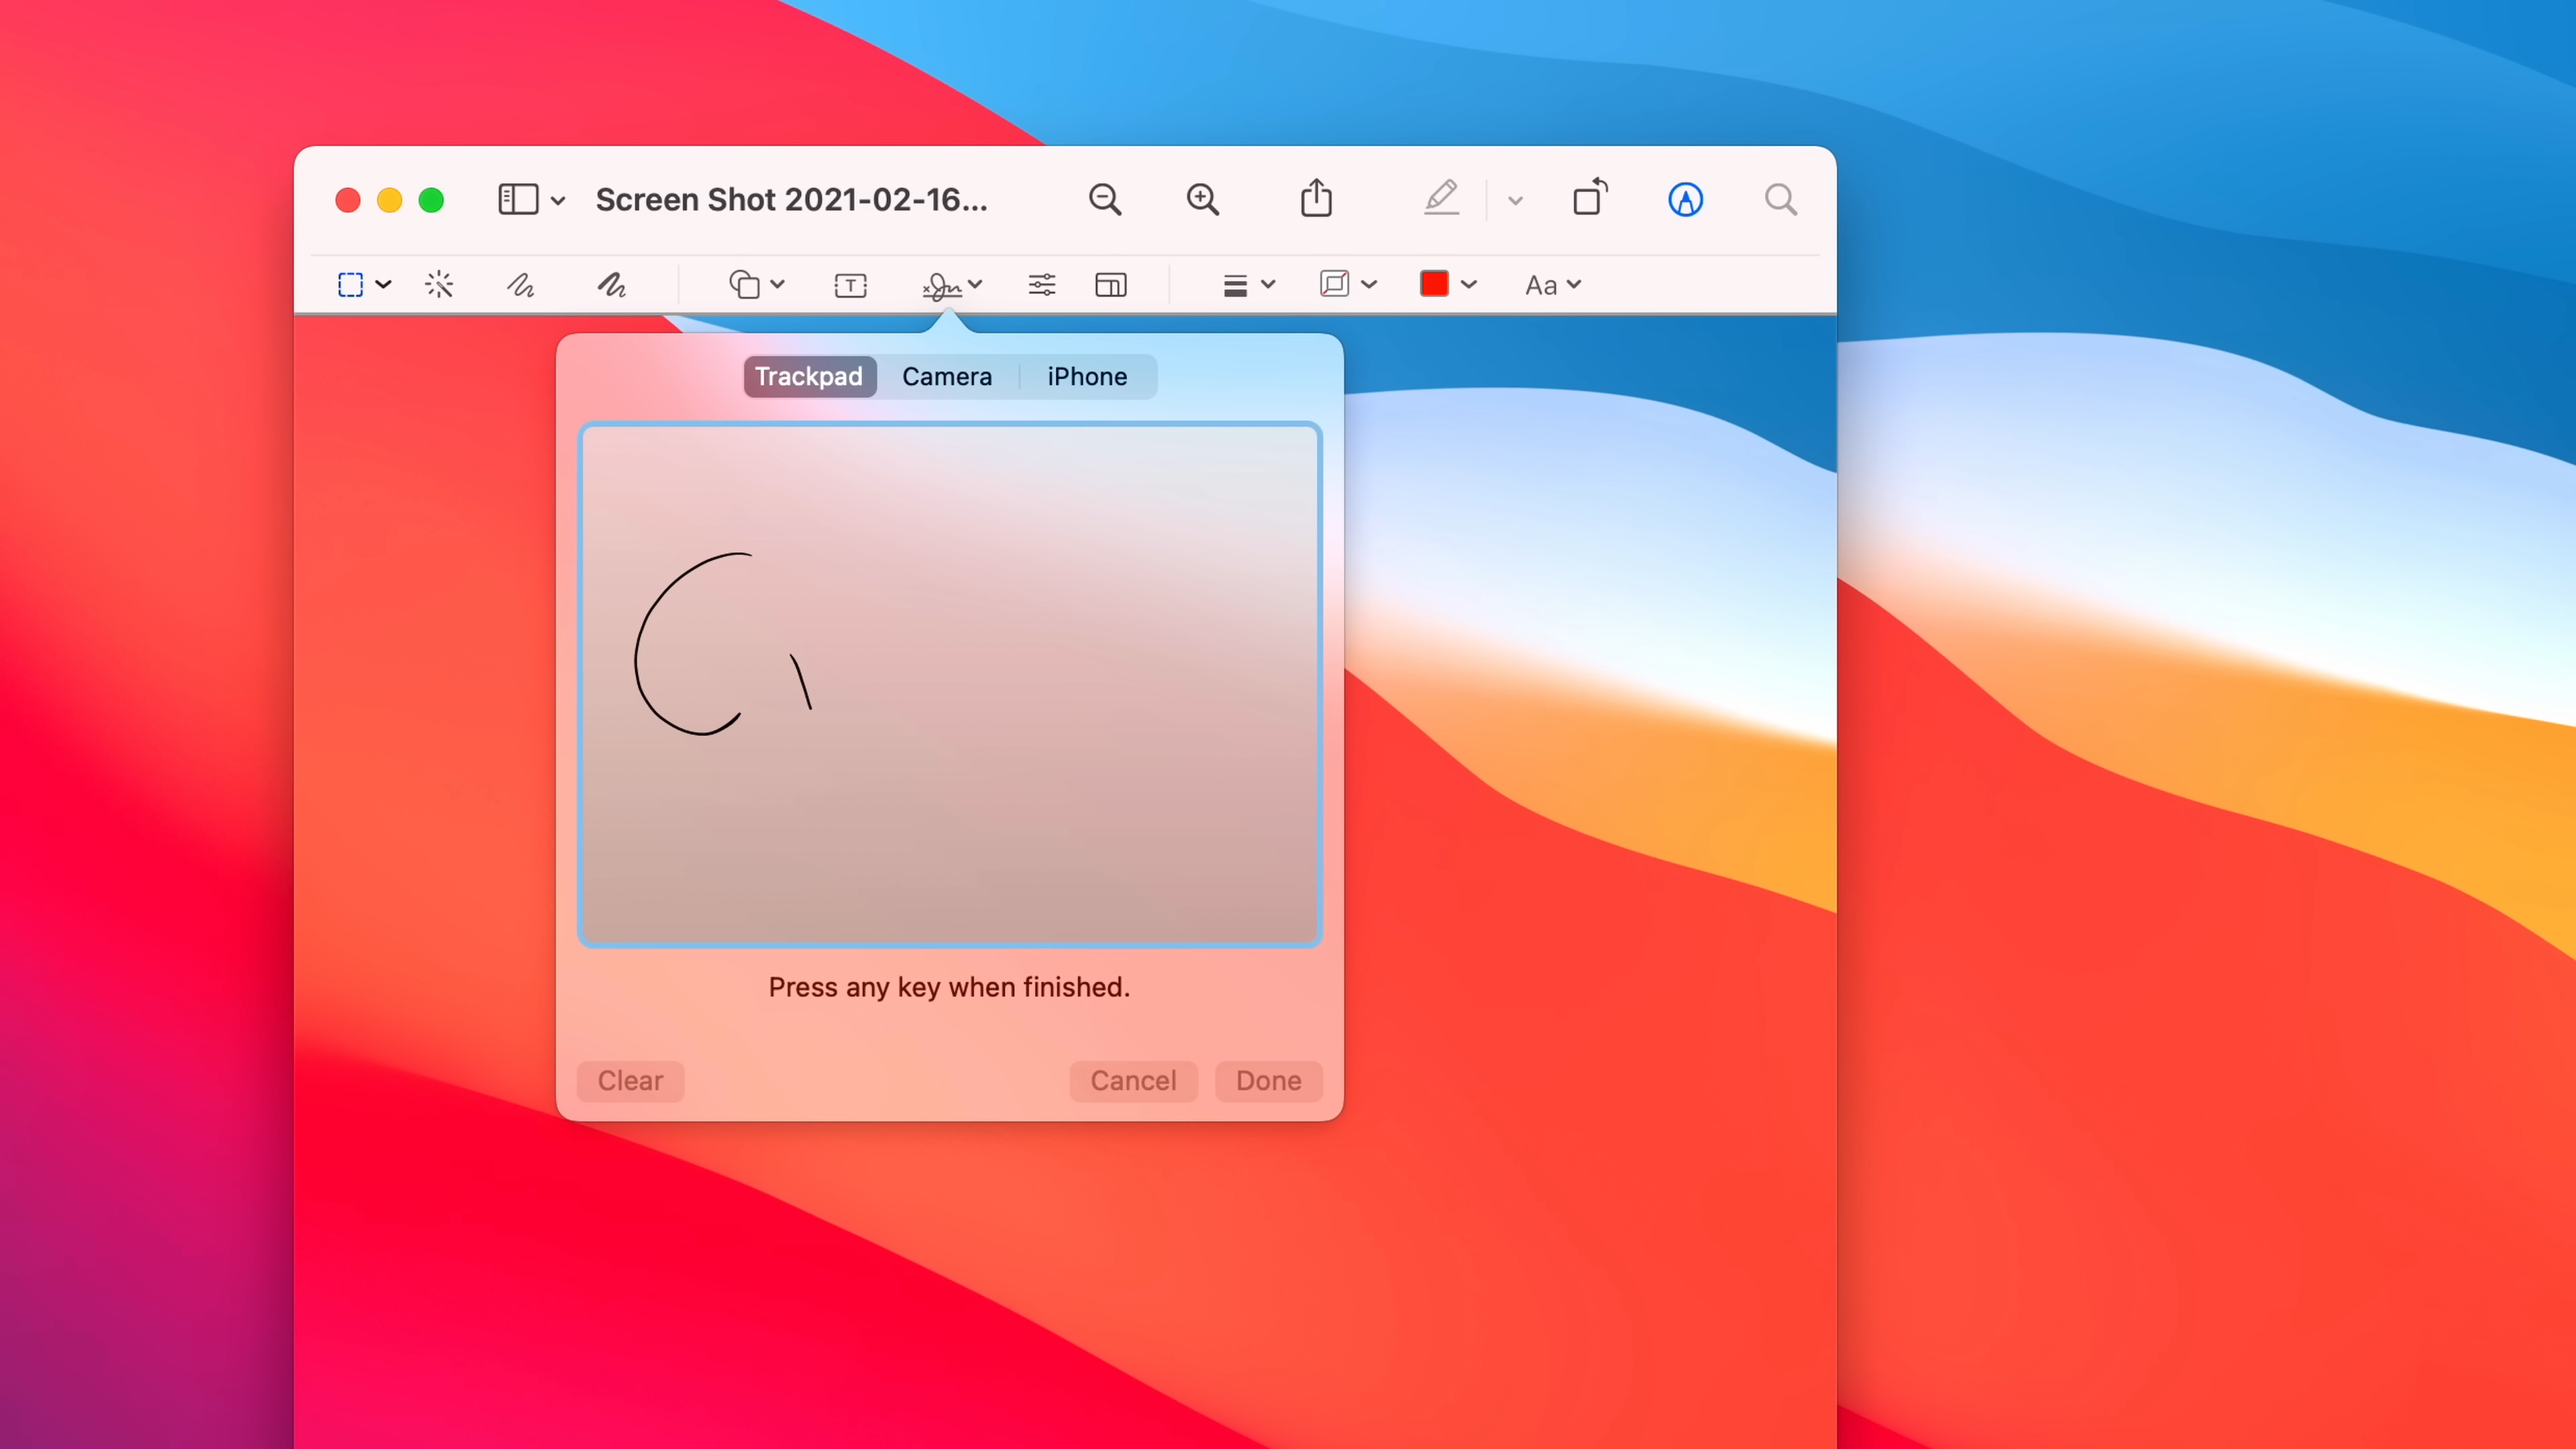 Screen Shot 2021-02-16...
T
Aa
Trackpad Camera iPhone
Press any key when finished.
Clear Cancel Done